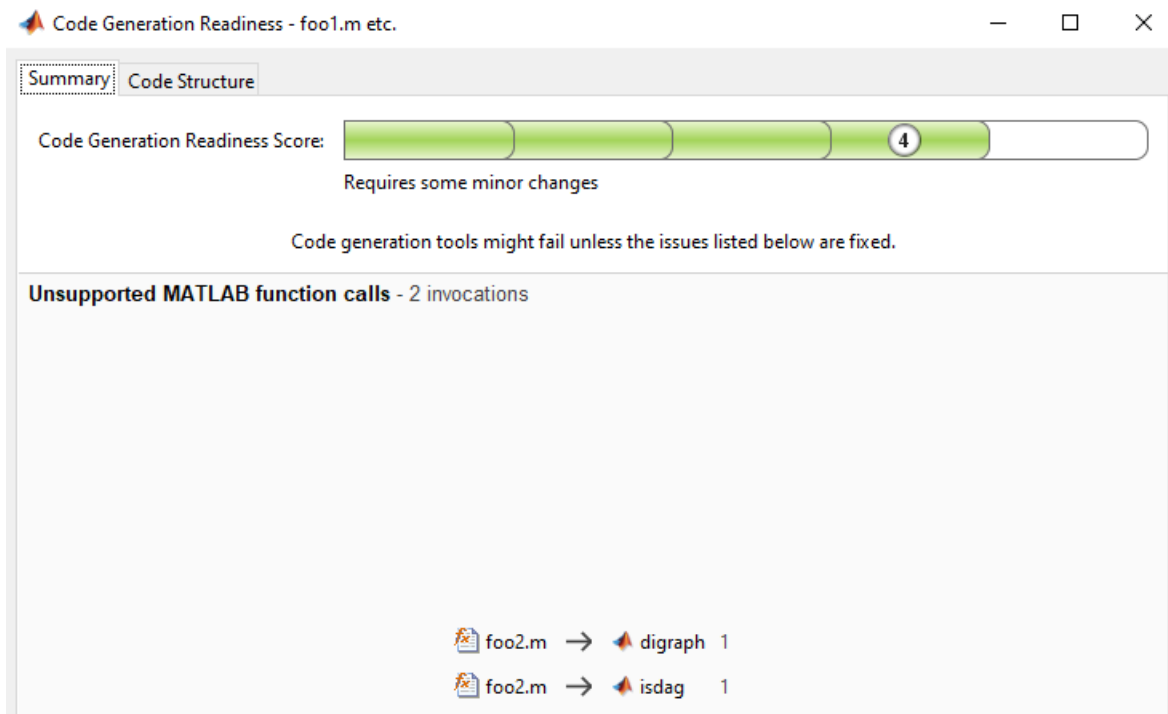 Code Generation Readiness - foo1.m etc.
Summary Code Structure
Code Generation Readiness Score: 4
Requires some minor changes
Code generation tools might fail unless the issues listed below are fixed.
Unsupported MATLAB function calls - 2 invocations
foo2.m → digraph 1
foo2.m → isdag 1